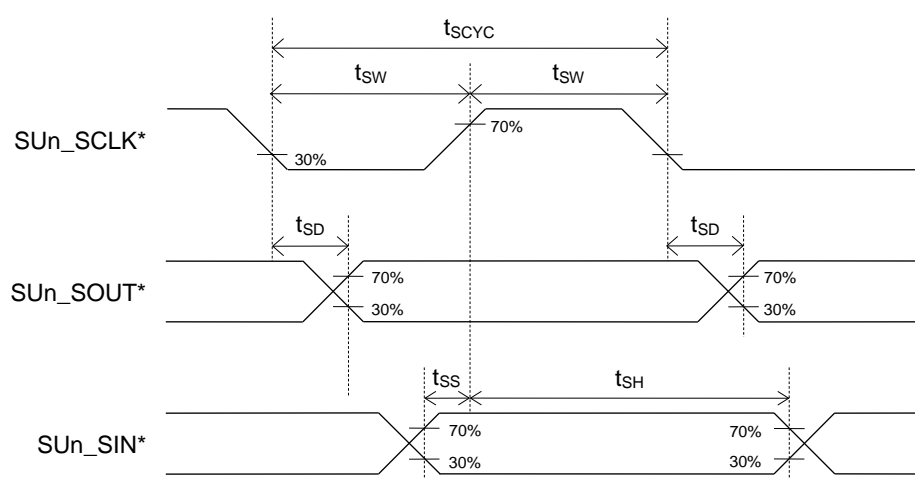 tSCYC
tSW tSW
SUn_SCLK*
70%
30%
tSD tSD
SUn_SOUT*
70% 70%
30% 30%
tSS tSH
SUn_SIN*
70% 70%
30% 30%